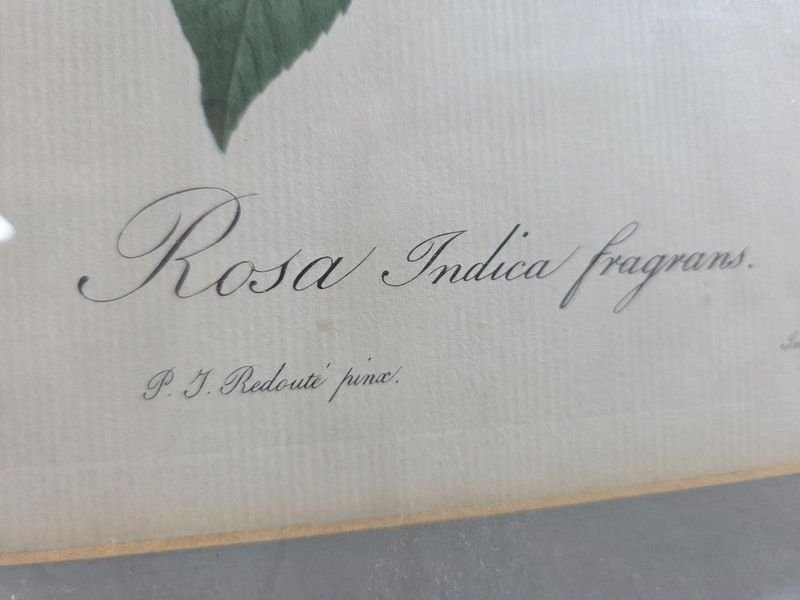 Rosa Indica fragrans.
P. J. Redouté pinx.